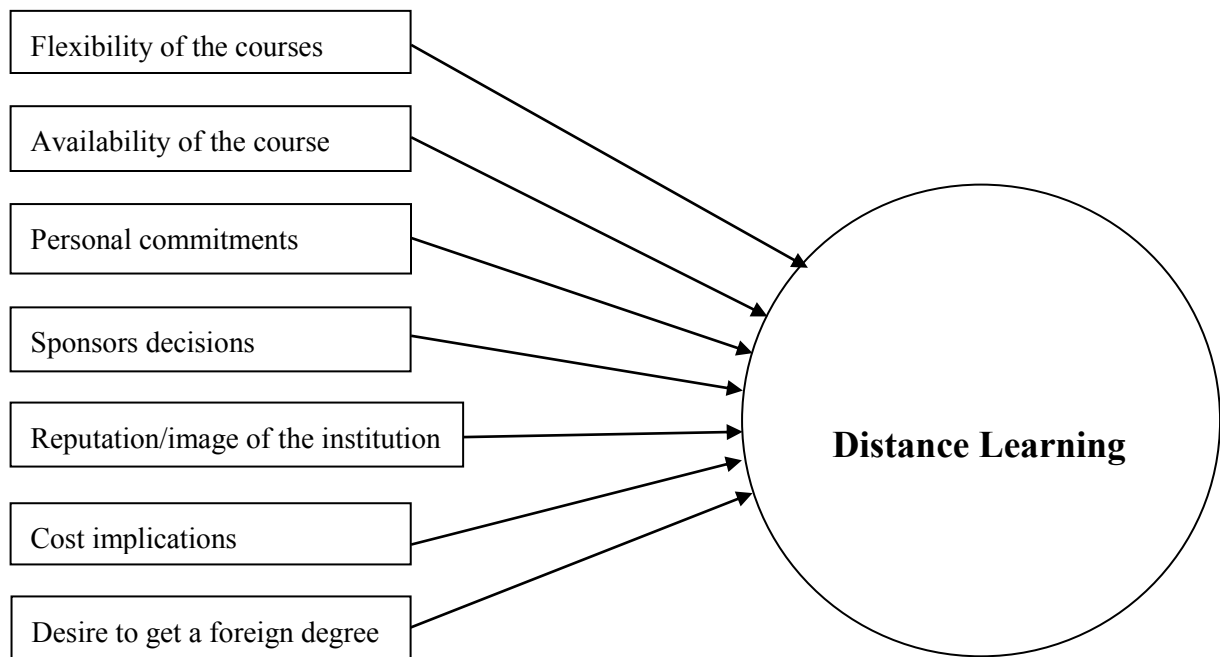 Flexibility of the courses
Availability of the course
Personal commitments
Sponsors decisions
Reputation/image of the institution
Distance Learning
Cost implications
Desire to get a foreign degree